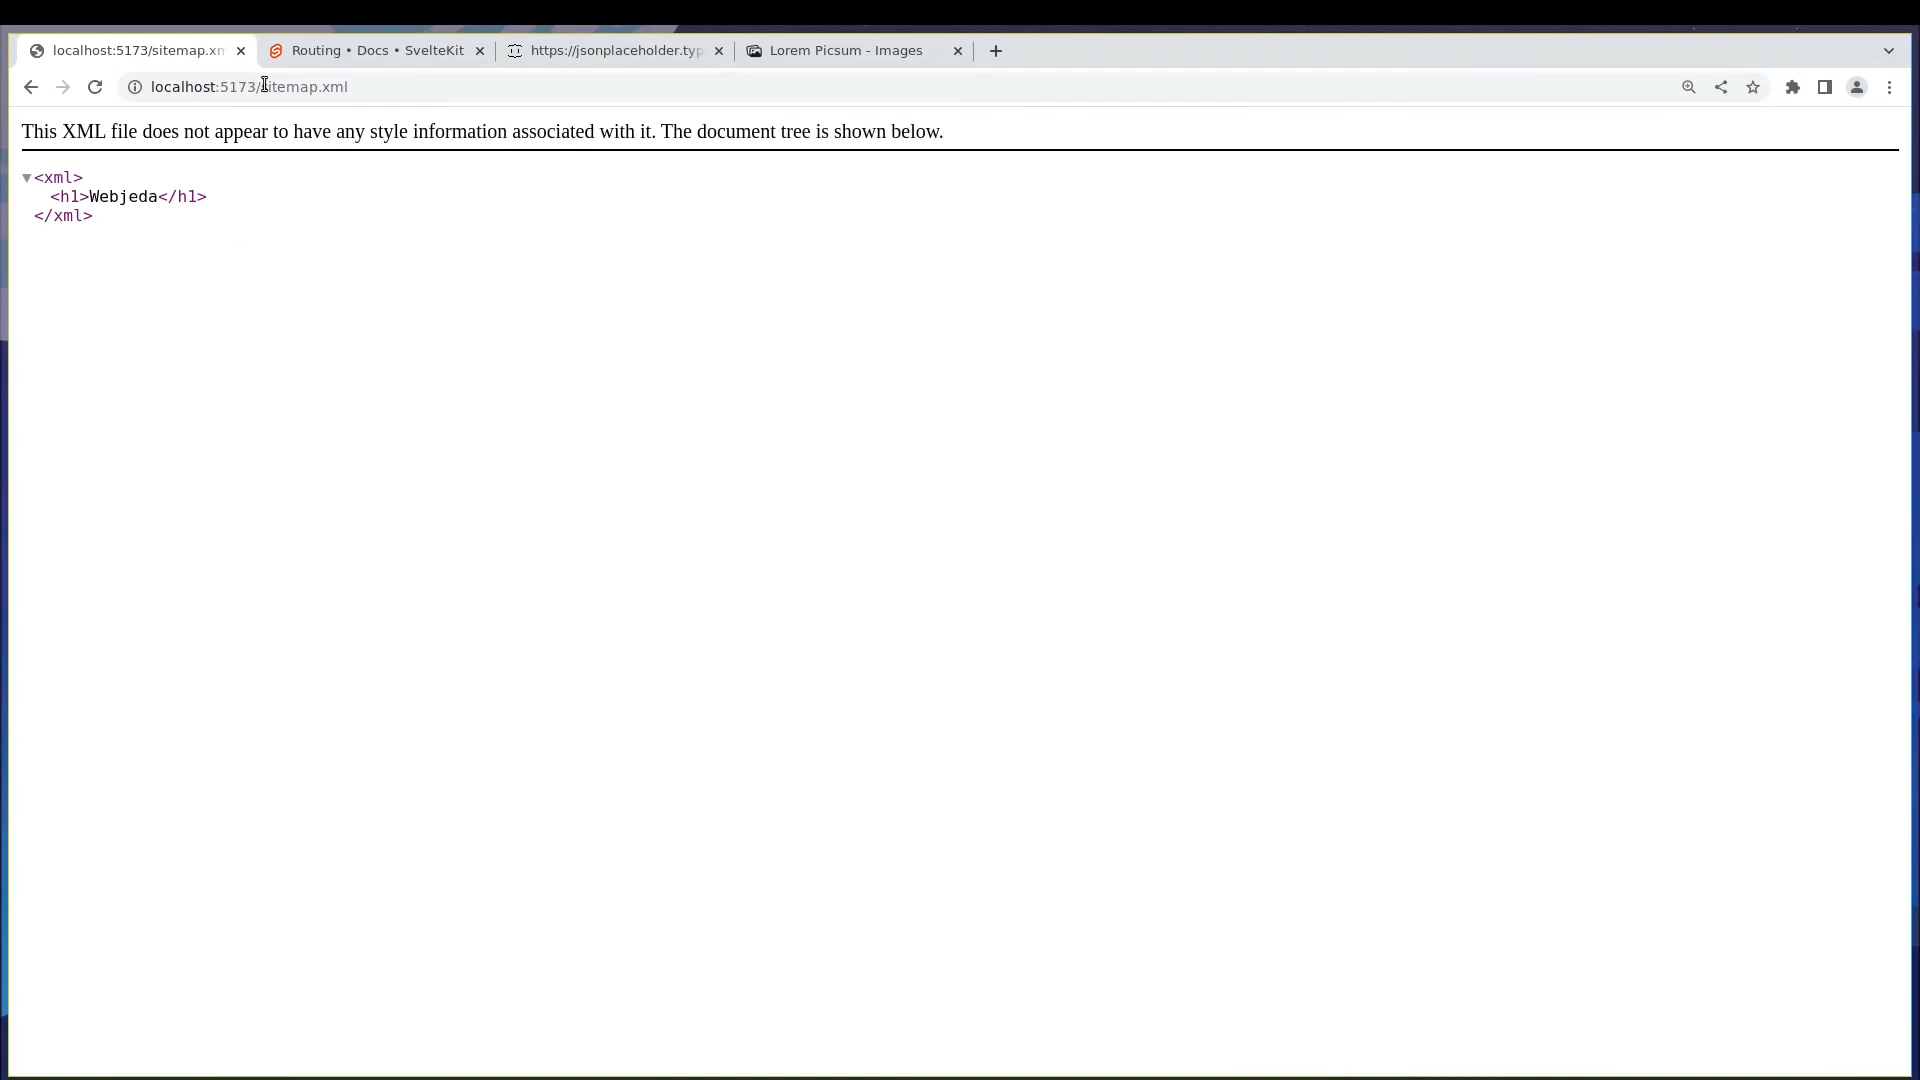 localhost:5173/sitemap.xm
Routing • Docs • SvelteKit
https://jsonplaceholder.typ
Lorem Picsum - Images
localhost:5173/sitemap.xml
This XML file does not appear to have any style information associated with it. The document tree is shown below.
<xml>
<h1>Webjeda</h1>
</xml>